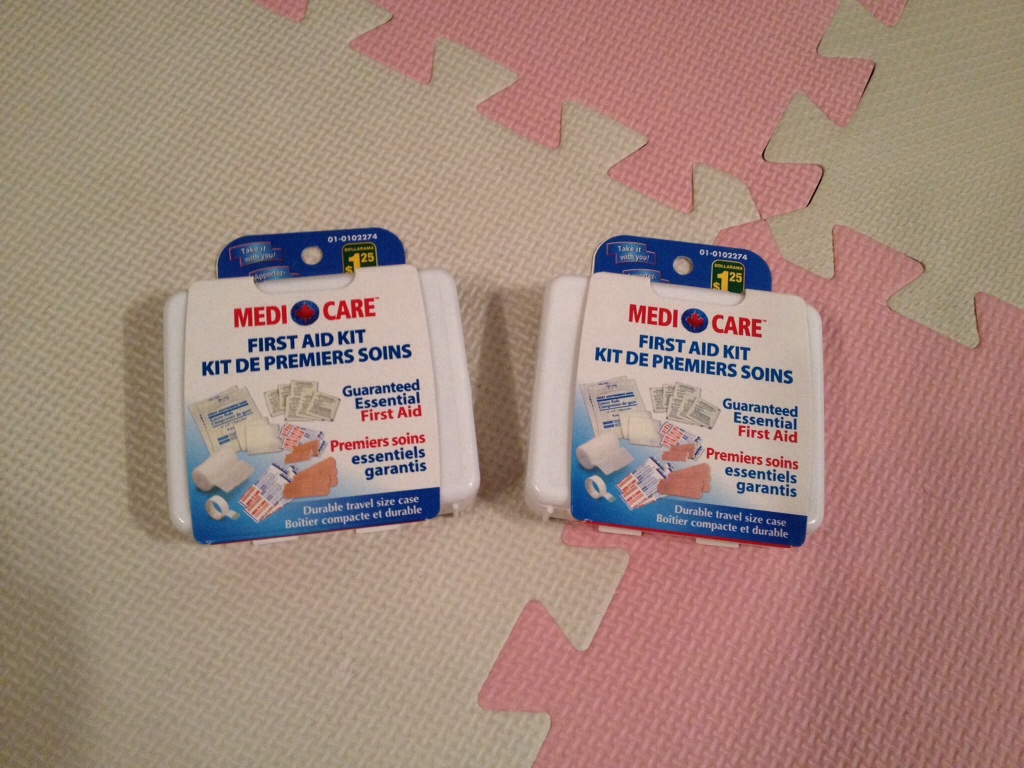 01-0102274
Take it
with you!
Apportez-
DOLLARAMA
$1.25
MEDI CARE™
FIRST AID KIT
KIT DE PREMIERS SOINS
Guaranteed
Essential
First Aid
Premiers soins
essentiels
garantis
Durable travel size case
Boîtier compacte et durable
01-0102274
Take it
with you!
DOLLARAMA
$1.25
MEDI CARE™
FIRST AID KIT
KIT DE PREMIERS SOINS
Guaranteed
Essential
First Aid
Premiers soins
essentiels
garantis
Durable travel size case
Boîtier compacte et durable